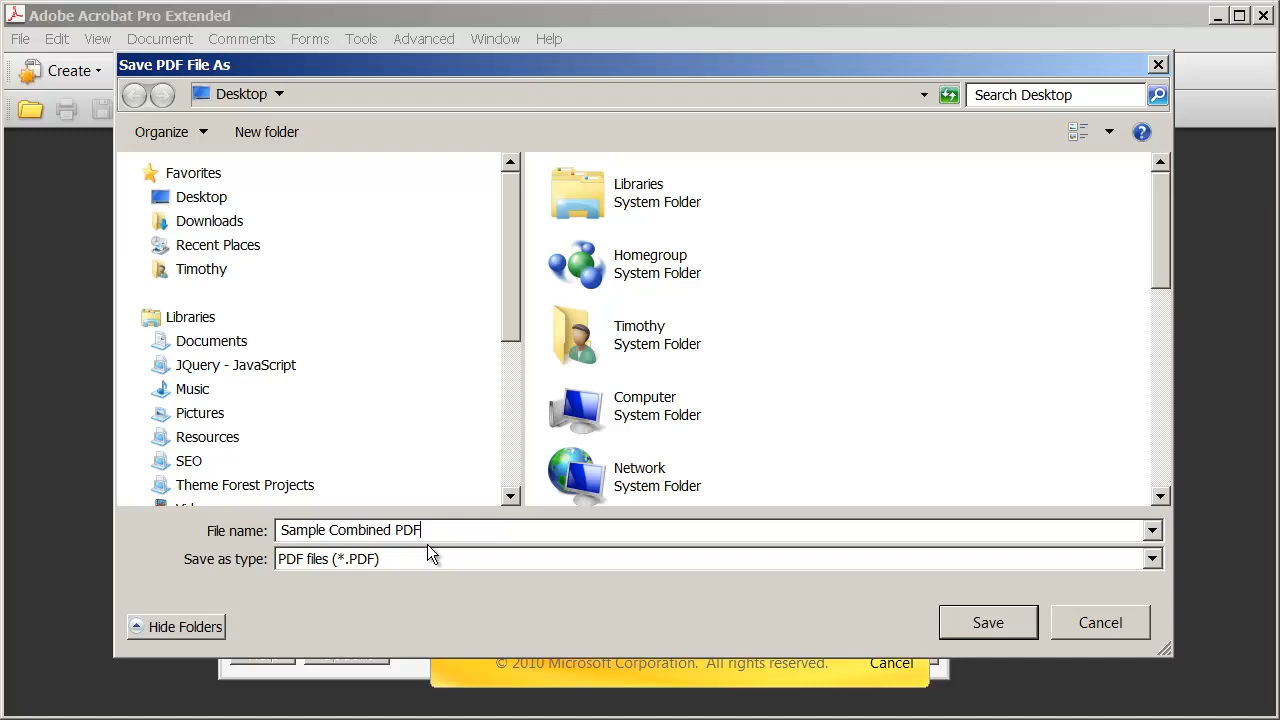 Adobe Acrobat Pro Extended
File Edit View Document Comments Forms Tools Advanced Window Help
Create
Save PDF File As
Desktop
Search Desktop
Organize New folder
Favorites
Desktop
Downloads
Recent Places
Timothy
Libraries
Documents
JQuery - JavaScript
Music
Pictures
Resources
SEO
Theme Forest Projects
Libraries
System Folder
Homegroup
System Folder
Timothy
System Folder
Computer
System Folder
Network
System Folder
File name: Sample Combined PDF
Save as type: PDF files (*.PDF)
Hide Folders
Save
Cancel
© 2010 Microsoft Corporation. All rights reserved. Cancel